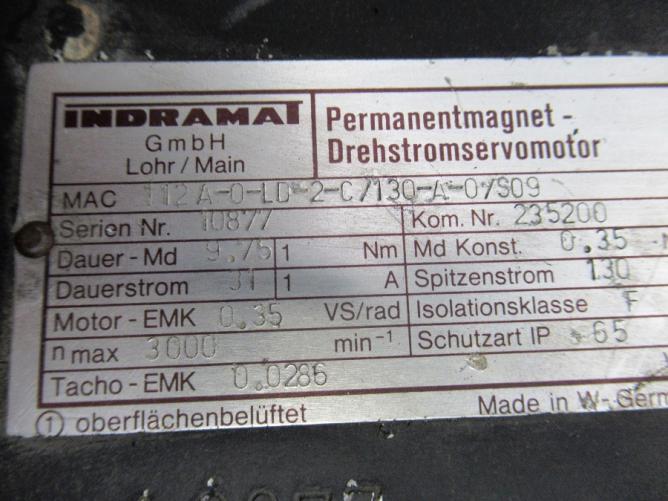 INDRAMAT
GmbH
Lohr / Main
Permanentmagnet -
Drehstromservomotor
MAC 112 A-0-LD-2-C/130-A-0/S09
Serien Nr. 10877 Kom. Nr. 235200
Dauer - Md 9.75 1 Nm Md Konst. 0.35
Dauerstrom 31 1 A Spitzenstrom 130
Motor - EMK 0.35 VS/rad Isolationsklasse F
n max 3000 min-1 Schutzart IP 65
Tacho - EMK 0.0286
① oberflächenbelüftet Made in W-Germ